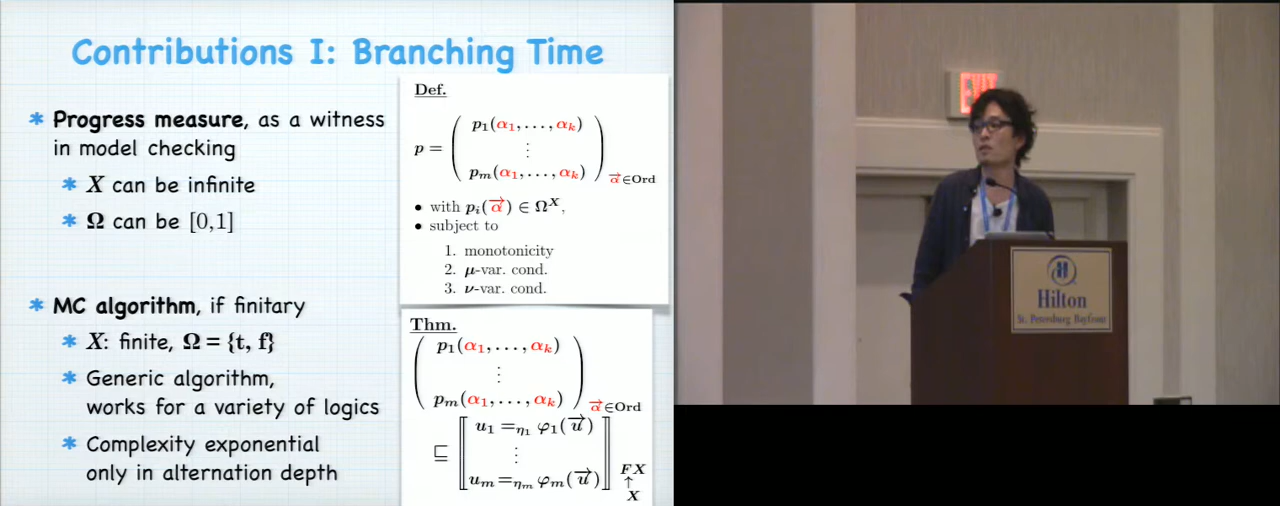 Contributions I: Branching Time
* Progress measure, as a witness
in model checking
* X can be infinite
* Ω can be [0,1]
* MC algorithm, if finitary
* X: finite, Ω = {t, f}
* Generic algorithm,
works for a variety of logics
* Complexity exponential
only in alternation depth
Def.
p = ( p₁(α₁, . . . , αₖ)
⋮
pₘ(α₁, . . . , αₖ) ) α⃗∈Ord
• with pᵢ(α⃗) ∈ Ωˣ,
• subject to
1. monotonicity
2. μ-var. cond.
3. ν-var. cond.
Thm.
( p₁(α₁, . . . , αₖ)
⋮
pₘ(α₁, . . . , αₖ) ) α⃗∈Ord
⊑ ⟦ u₁ =η₁ φ₁(u⃗)
⋮
uₘ =ηₘ φₘ(u⃗) ⟧ FX
↑
X
EXIT
Hilton
St. Petersburg Bayfront